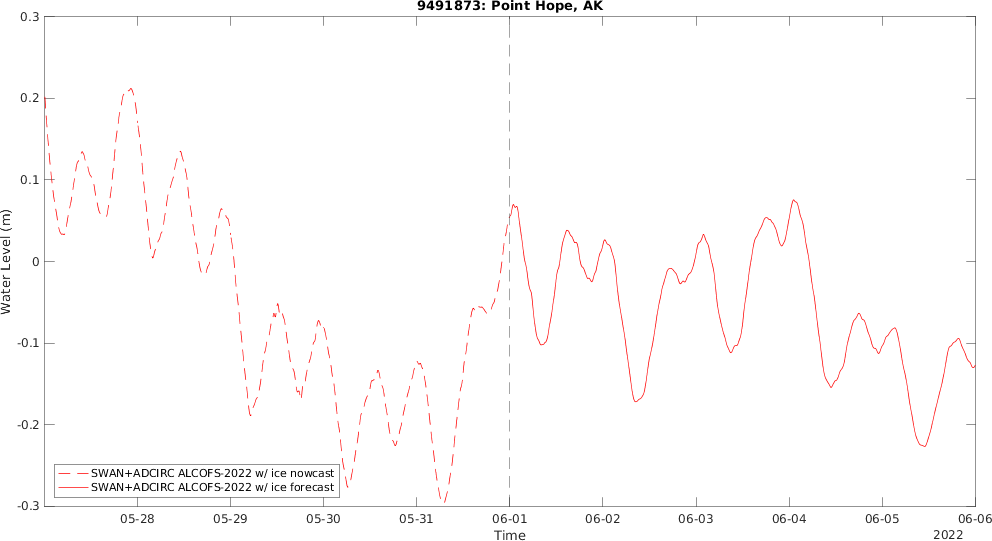 9491873: Point Hope, AK
Water Level (m)
0.3
0.2
0.1
0
-0.1
-0.2
-0.3
SWAN+ADCIRC ALCOFS-2022 w/ ice nowcast
SWAN+ADCIRC ALCOFS-2022 w/ ice forecast
05-28 05-29 05-30 05-31 06-01 06-02 06-03 06-04 06-05 06-06
Time
2022